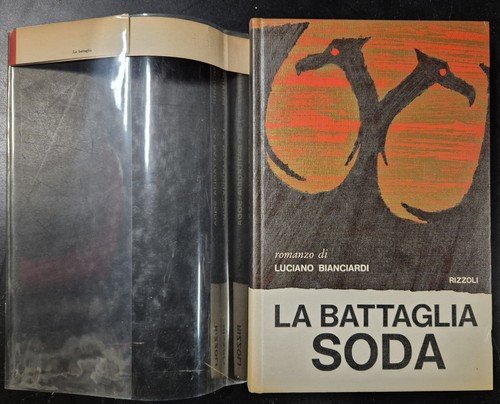 La battaglia
romanzo di
LUCIANO BIANCIARDI
RIZZOLI
LA BATTAGLIA
SODA